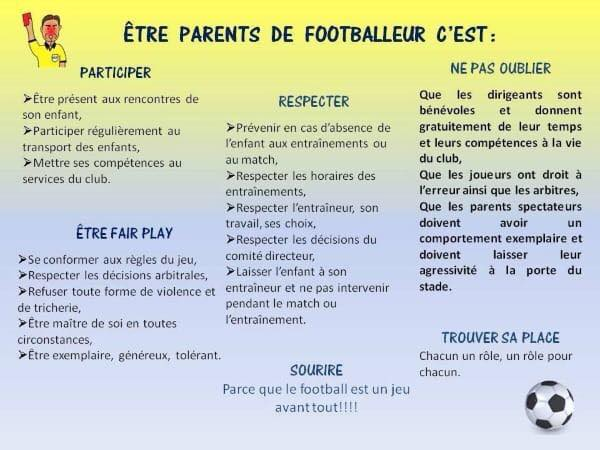 ÊTRE PARENTS DE FOOTBALLEUR C'EST :
PARTICIPER
➢Être présent aux rencontres de
son enfant,
➢Participer régulièrement au
transport des enfants,
➢Mettre ses compétences au
services du club.
ÊTRE FAIR PLAY
➢Se conformer aux règles du jeu,
➢Respecter les décisions arbitrales,
➢Refuser toute forme de violence et
de tricherie,
➢Être maître de soi en toutes
circonstances,
➢Être exemplaire, généreux, tolérant.
RESPECTER
➢Prévenir en cas d'absence de
l'enfant aux entraînements ou
au match,
➢Respecter les horaires des
entraînements,
➢Respecter l'entraîneur, son
travail, ses choix,
➢Respecter les décisions du
comité directeur,
➢Laisser l'enfant à son
entraîneur et ne pas intervenir
pendant le match ou
l'entraînement.
SOURIRE
Parce que le football est un jeu
avant tout!!!!
NE PAS OUBLIER
Que les dirigeants sont
bénévoles et donnent
gratuitement de leur temps
et leurs compétences à la vie
du club,
Que les joueurs ont droit à
l'erreur ainsi que les arbitres,
Que les parents spectateurs
doivent avoir un
comportement exemplaire et
doivent laisser leur
agressivité à la porte du
stade.
TROUVER SA PLACE
Chacun un rôle, un rôle pour
chacun.